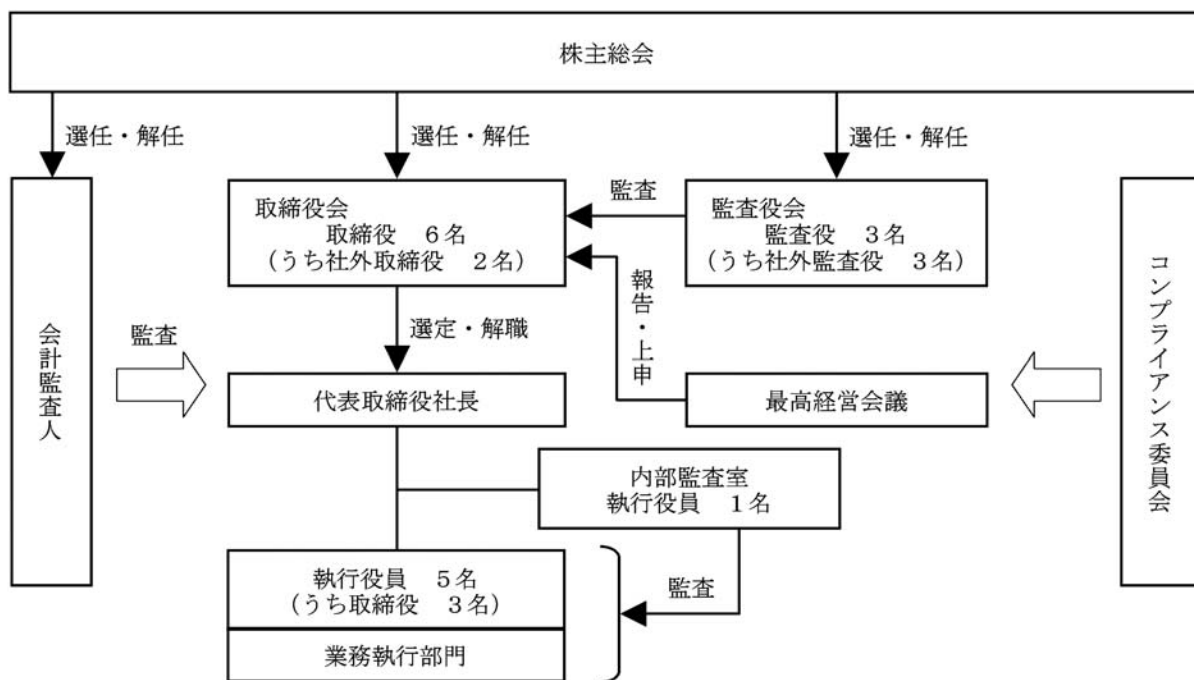 株主総会
選任・解任
選任・解任
選任・解任
取締役会
取締役　６名
（うち社外取締役　２名）
監査
監査役会
監査役　３名
（うち社外監査役　３名）
会計監査人
監査
選定・解職
報告・上申
コンプライアンス委員会
代表取締役社長
最高経営会議
内部監査室
執行役員　１名
執行役員　５名
（うち取締役　３名）
監査
業務執行部門